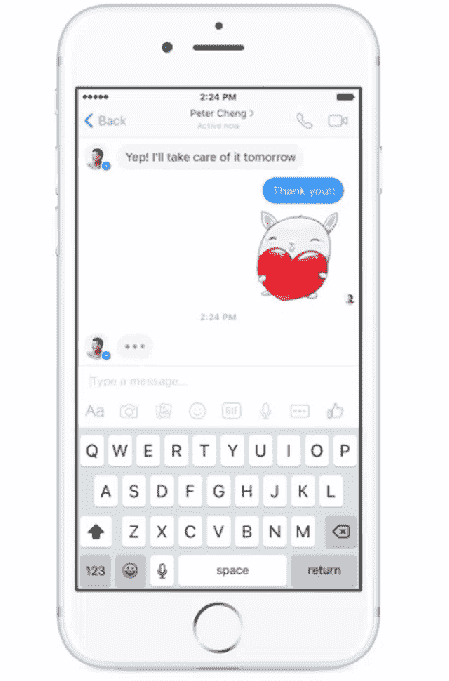 2:24 PM
Back
Peter Cheng
Active now
Yep! I'll take care of it tomorrow
Thank you!
2:24 PM
Type a message...
Aa
GIF
Q W E R T Y U I O P
A S D F G H J K L
Z X C V B N M
123
space
return